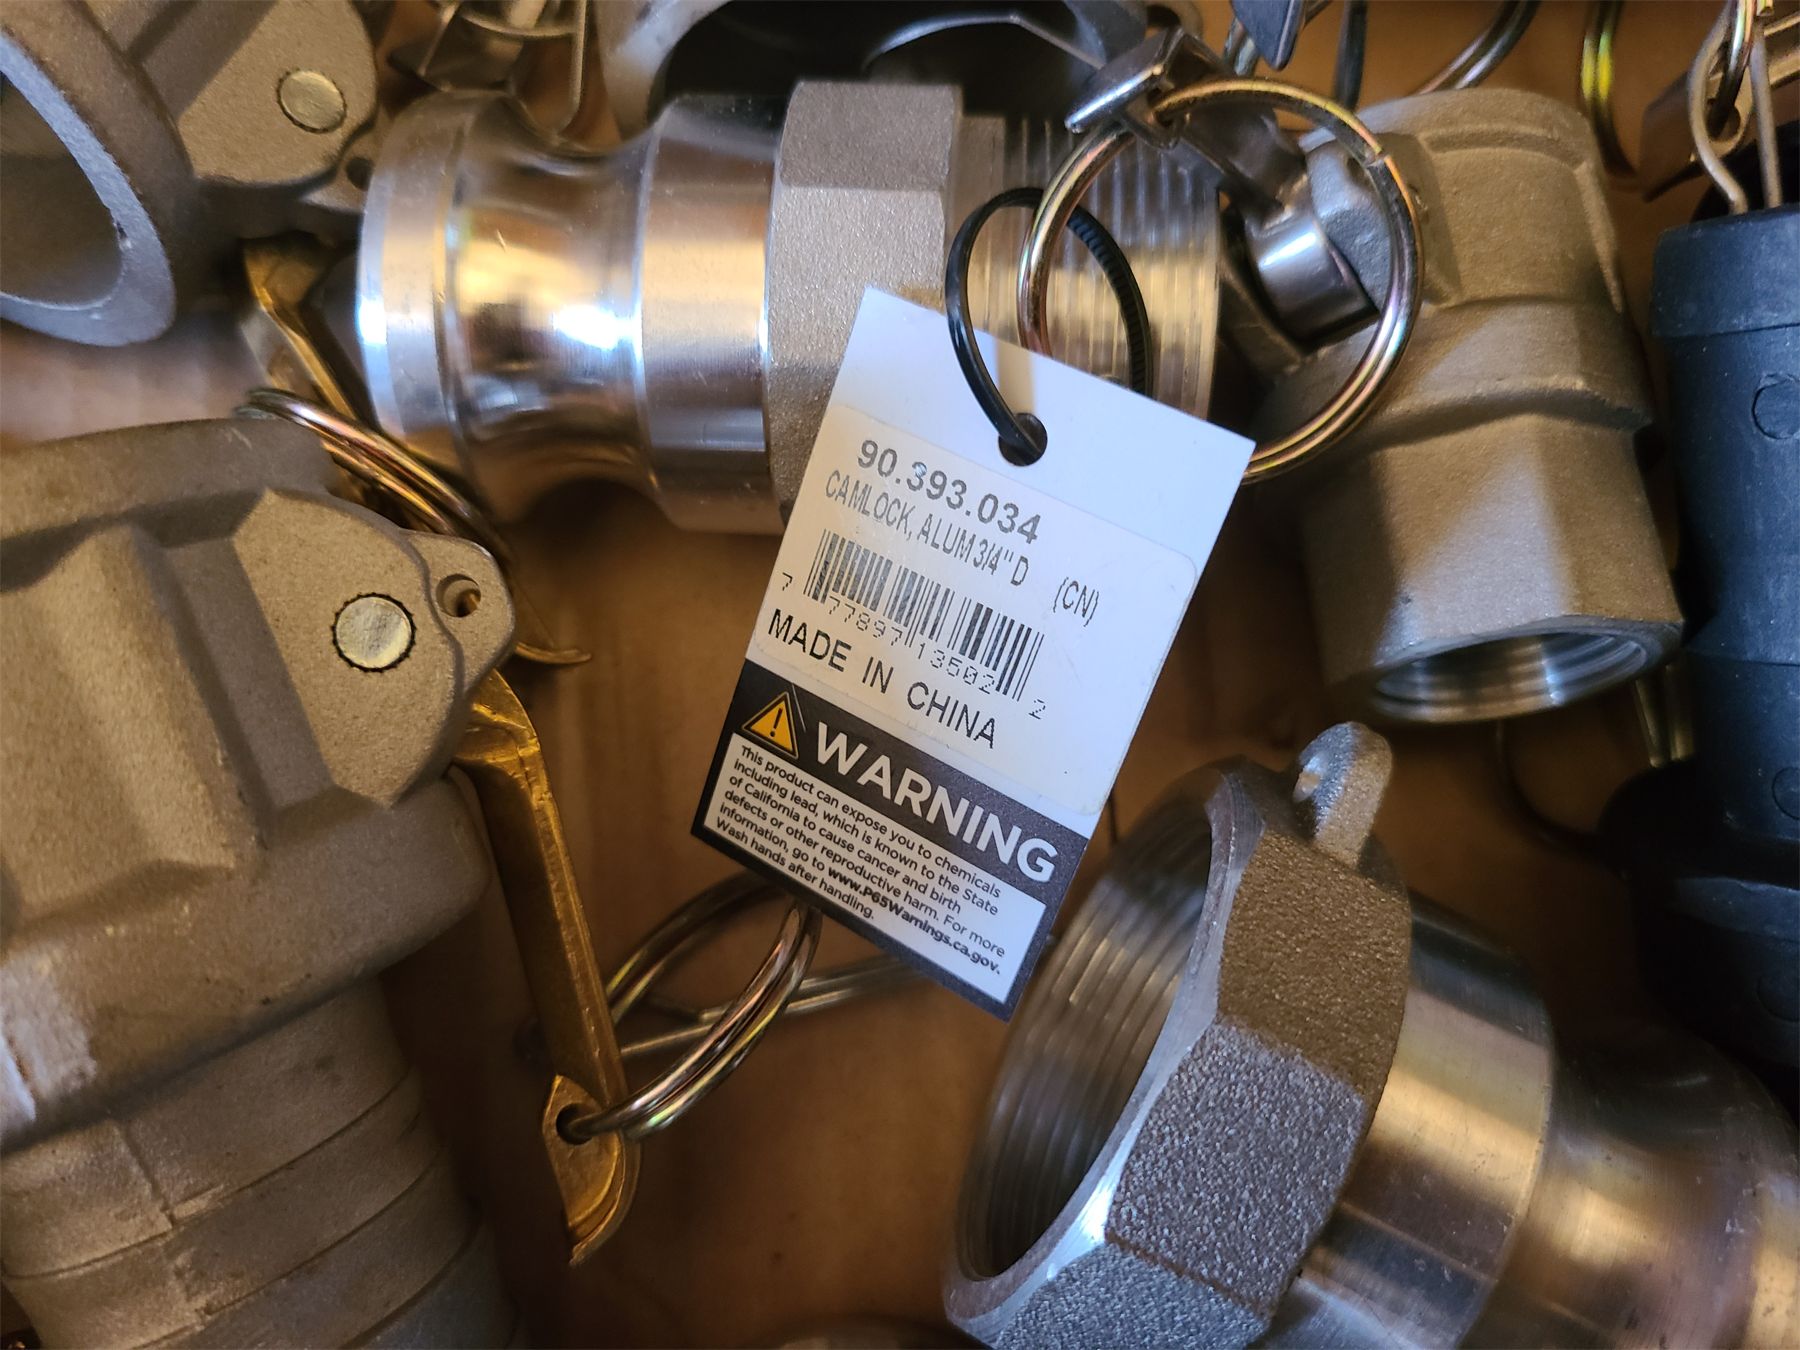 90.393.034
CAMLOCK, ALUM 3/4" D (CN)
7 77897 13502 2
MADE IN CHINA
WARNING
This product can expose you to chemicals
including lead, which is known to the State
of California to cause cancer and birth
defects or other reproductive harm. For more
information, go to www.P65Warnings.ca.gov.
Wash hands after handling.